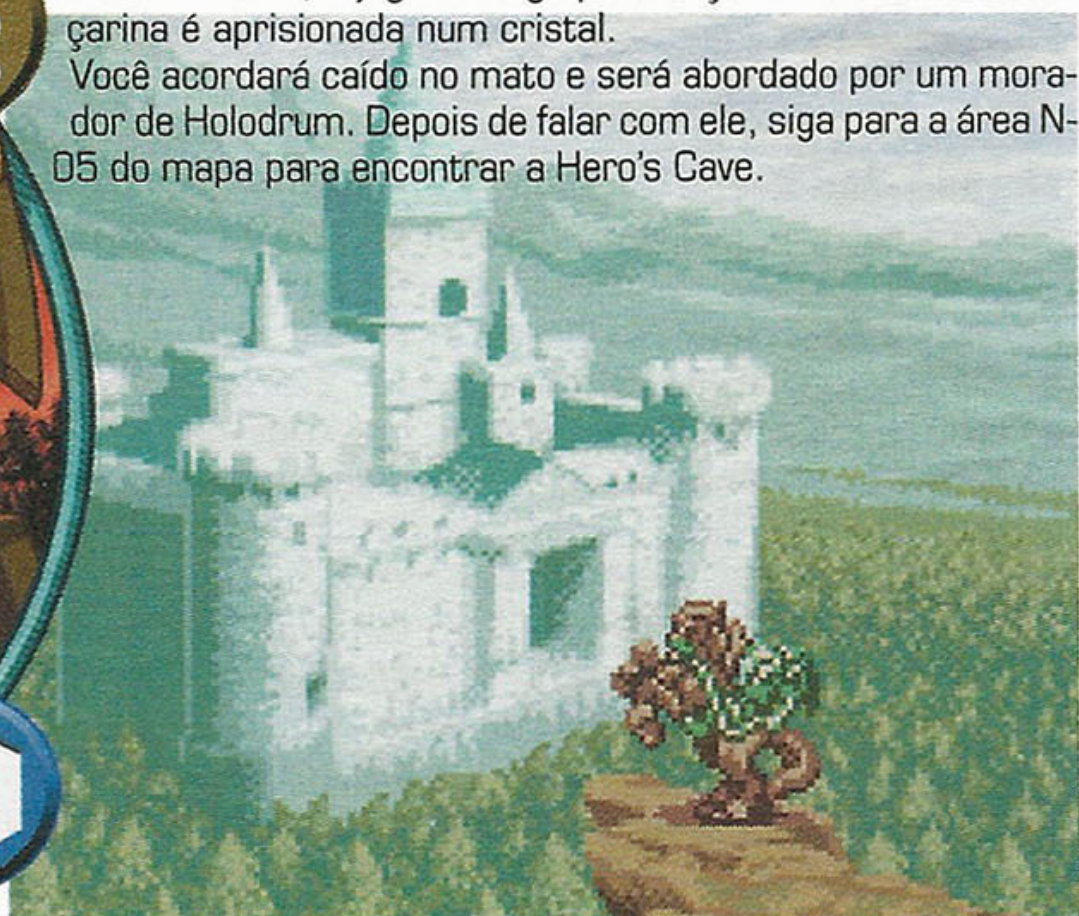 çarina é aprisionada num cristal.
Você acordará caído no mato e será abordado por um mora-
dor de Holodrum. Depois de falar com ele, siga para a área N-
05 do mapa para encontrar a Hero's Cave.